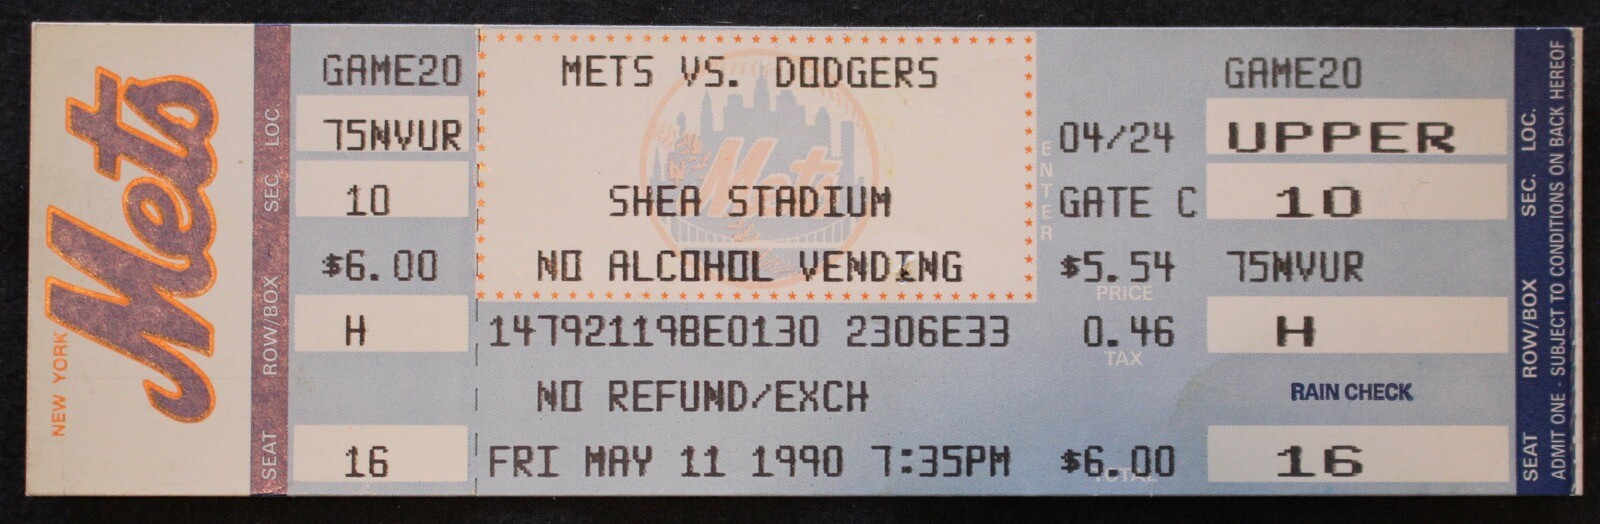 NEW YORK
Mets
SEC. LOC.
ROW/BOX
SEAT
GAME20
75NVUR
10
$6.00
H
16
METS VS. DODGERS
Mets
SHEA STADIUM
NO ALCOHOL VENDING
147921198E0130 2306E33
NO REFUND/EXCH
FRI MAY 11 1990 7:35PM
ENTER
04/24
GATE C
$5.54
PRICE
0.46
TAX
$6.00
TOTAL
GAME20
UPPER
10
75NVUR
H
RAIN CHECK
16
SEC. LOC.
ROW/BOX
SEAT
ADMIT ONE - SUBJECT TO CONDITIONS ON BACK HEREOF